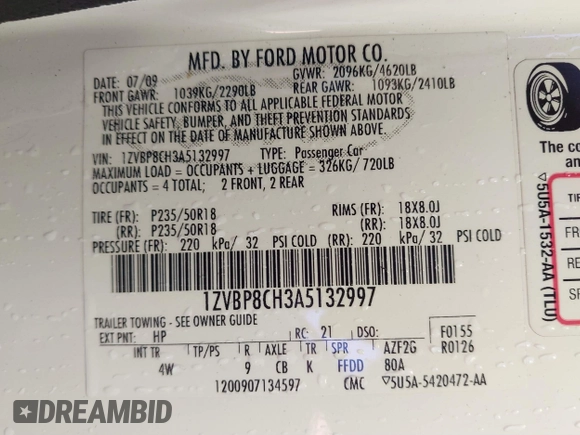 MFD. BY FORD MOTOR CO.
DATE: 07/09 GVWR: 2096KG/4620LB
FRONT GAWR: 1039KG/2290LB REAR GAWR: 1093KG/2410LB
THIS VEHICLE CONFORMS TO ALL APPLICABLE FEDERAL MOTOR
VEHICLE SAFETY, BUMPER, AND THEFT PREVENTION STANDARDS
IN EFFECT ON THE DATE OF MANUFACTURE SHOWN ABOVE.
VIN: 1ZVBP8CH3A5132997 TYPE: Passenger Car
MAXIMUM LOAD = OCCUPANTS + LUGGAGE = 326KG/720LB
OCCUPANTS = 4 TOTAL; 2 FRONT, 2 REAR
TIRE (FR): P235/50R18 RIMS (FR): 18X8.0J
(RR): P235/50R18 (RR): 18X8.0J
PRESSURE (FR): 220 kPa/ 32 PSI COLD (RR): 220 kPa/ 32 PSI COLD
1ZVBP8CH3A5132997
TRAILER TOWING - SEE OWNER GUIDE
EXT PNT: HP RC: 21 DSO: F0155
INT TR TP/PS R AXLE TR SPR AZF2G R0126
4W 9 CB K FFDD 80A
1200907134597 CMC ▽5U5A-5420472-AA
▽5U5A-1532-AA (TLU)
The co
an
TI
FR
RE
SP
DREAMBID
DREAMBID